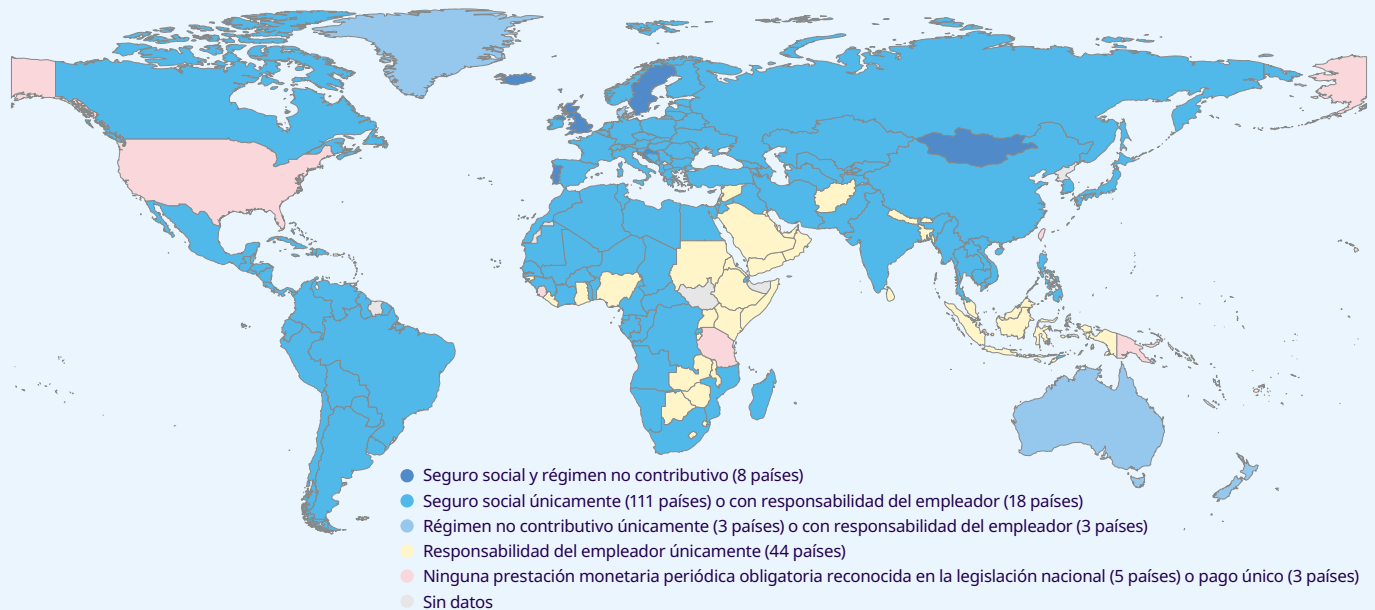 Seguro social y régimen no contributivo (8 países)
Seguro social únicamente (111 países) o con responsabilidad del empleador (18 países)
Régimen no contributivo únicamente (3 países) o con responsabilidad del empleador (3 países)
Responsabilidad del empleador únicamente (44 países)
Ninguna prestación monetaria periódica obligatoria reconocida en la legislación nacional (5 países) o pago único (3 países)
Sin datos